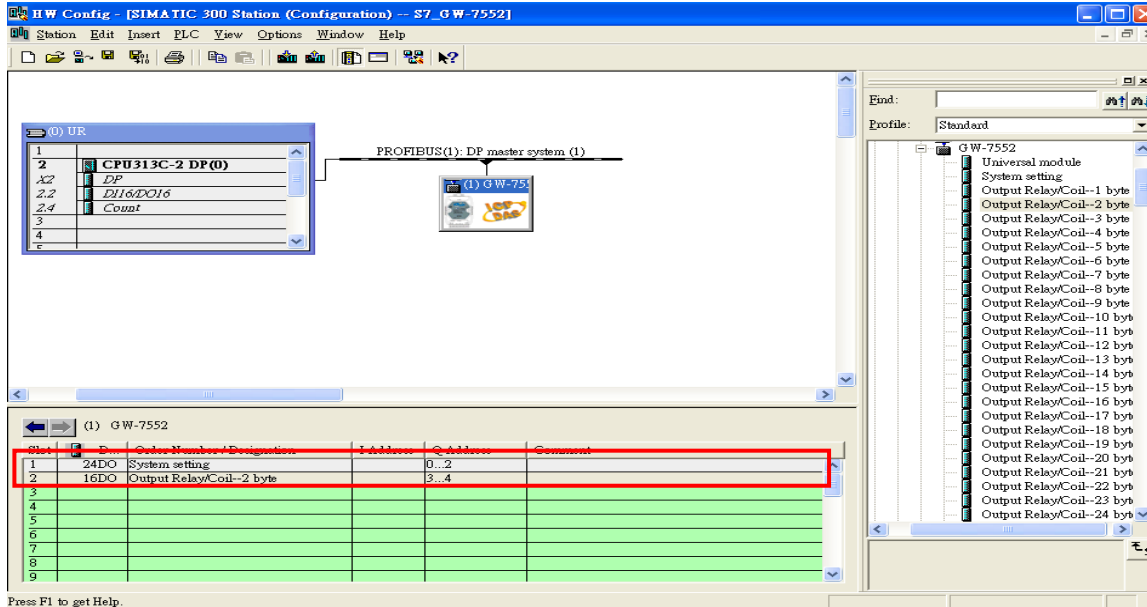 HW Config - [SIMATIC 300 Station (Configuration) -- S7_GW-7552]
Station Edit Insert PLC View Options Window Help
(0) UR
1
2 CPU313C-2 DP(0)
X2 DP
2.2 DI16/DO16
2.4 Count
3
4
5
PROFIBUS(1): DP master system (1)
(1) GW-755
ICP DAS
Find:
Profile: Standard
GW-7552
Universal module
System setting
Output Relay/Coil--1 byte
Output Relay/Coil--2 byte
Output Relay/Coil--3 byte
Output Relay/Coil--4 byte
Output Relay/Coil--5 byte
Output Relay/Coil--6 byte
Output Relay/Coil--7 byte
Output Relay/Coil--8 byte
Output Relay/Coil--9 byte
Output Relay/Coil--10 byt
Output Relay/Coil--11 byt
Output Relay/Coil--12 byt
Output Relay/Coil--13 byt
Output Relay/Coil--14 byt
Output Relay/Coil--15 byt
Output Relay/Coil--16 byt
Output Relay/Coil--17 byt
Output Relay/Coil--18 byt
Output Relay/Coil--19 byt
Output Relay/Coil--20 byt
Output Relay/Coil--21 byt
Output Relay/Coil--22 byt
Output Relay/Coil--23 byt
Output Relay/Coil--24 byt
(1) GW-7552
Slot D... Order Number / Designation I Address Q Address Comment
1 24DO System setting 0...2
2 16DO Output Relay/Coil--2 byte 3...4
3
4
5
6
7
8
9
Press F1 to get Help.